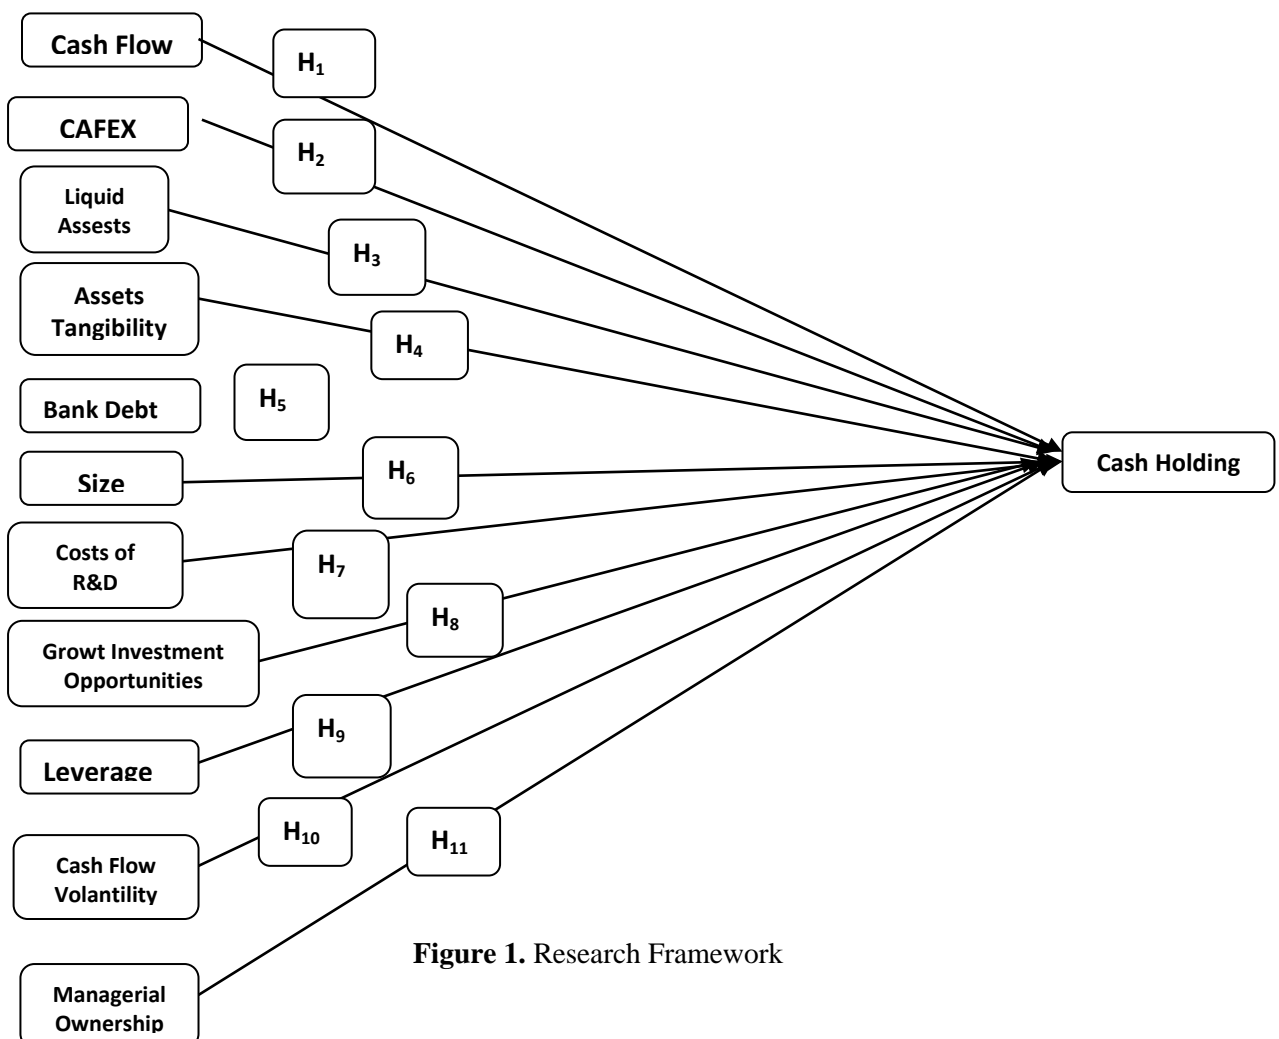 Cash Flow
H1
CAFEX
H2
Liquid
Assests
H3
Assets
Tangibility
H4
Bank Debt
H5
Cash Holding
Size
H6
Costs of
R&D
H7
Growt Investment
Opportunities
H8
Leverage
H9
Cash Flow
Volantility
H10
H11
Managerial
Ownership
Figure 1. Research Framework